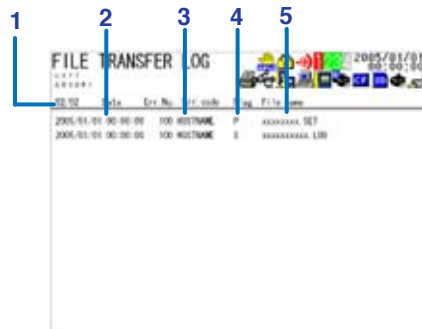 1 2 3 4 5
FILE TRANSFER LOG 2005/01/01
00:00:00
02/02 Date Err.No. Err.code Flag File name
2005/01/01 00:00:00 100 HOSTNAME P xxxxxxxx.SET
2005/01/01 00:00:00 100 HOSTNAME S xxxxxxxx.LOG